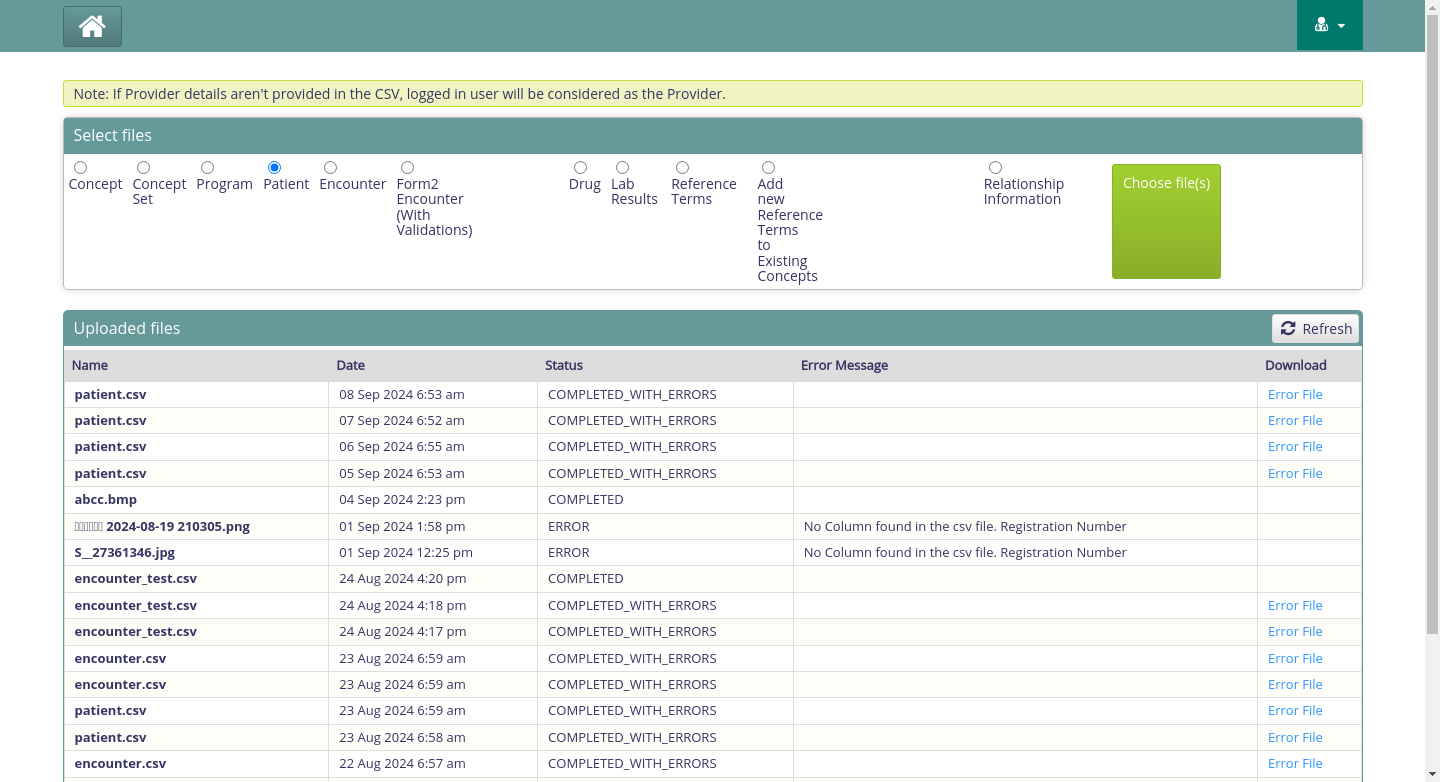 Note: If Provider details aren't provided in the CSV, logged in user will be considered as the Provider.
Select files
Concept
Concept Set
Program
Patient
Encounter
Form2 Encounter (With Validations)
Drug
Lab Results
Reference Terms
Add new Reference Terms to Existing Concepts
Relationship Information
Choose file(s)
Uploaded files
Refresh
Name Date Status Error Message Download
patient.csv 08 Sep 2024 6:53 am COMPLETED_WITH_ERRORS Error File
patient.csv 07 Sep 2024 6:52 am COMPLETED_WITH_ERRORS Error File
patient.csv 06 Sep 2024 6:55 am COMPLETED_WITH_ERRORS Error File
patient.csv 05 Sep 2024 6:53 am COMPLETED_WITH_ERRORS Error File
abcc.bmp 04 Sep 2024 2:23 pm COMPLETED
2024-08-19 210305.png 01 Sep 2024 1:58 pm ERROR No Column found in the csv file. Registration Number
S__27361346.jpg 01 Sep 2024 12:25 pm ERROR No Column found in the csv file. Registration Number
encounter_test.csv 24 Aug 2024 4:20 pm COMPLETED
encounter_test.csv 24 Aug 2024 4:18 pm COMPLETED_WITH_ERRORS Error File
encounter_test.csv 24 Aug 2024 4:17 pm COMPLETED_WITH_ERRORS Error File
encounter.csv 23 Aug 2024 6:59 am COMPLETED_WITH_ERRORS Error File
encounter.csv 23 Aug 2024 6:59 am COMPLETED_WITH_ERRORS Error File
patient.csv 23 Aug 2024 6:59 am COMPLETED_WITH_ERRORS Error File
patient.csv 23 Aug 2024 6:58 am COMPLETED_WITH_ERRORS Error File
encounter.csv 22 Aug 2024 6:57 am COMPLETED_WITH_ERRORS Error File